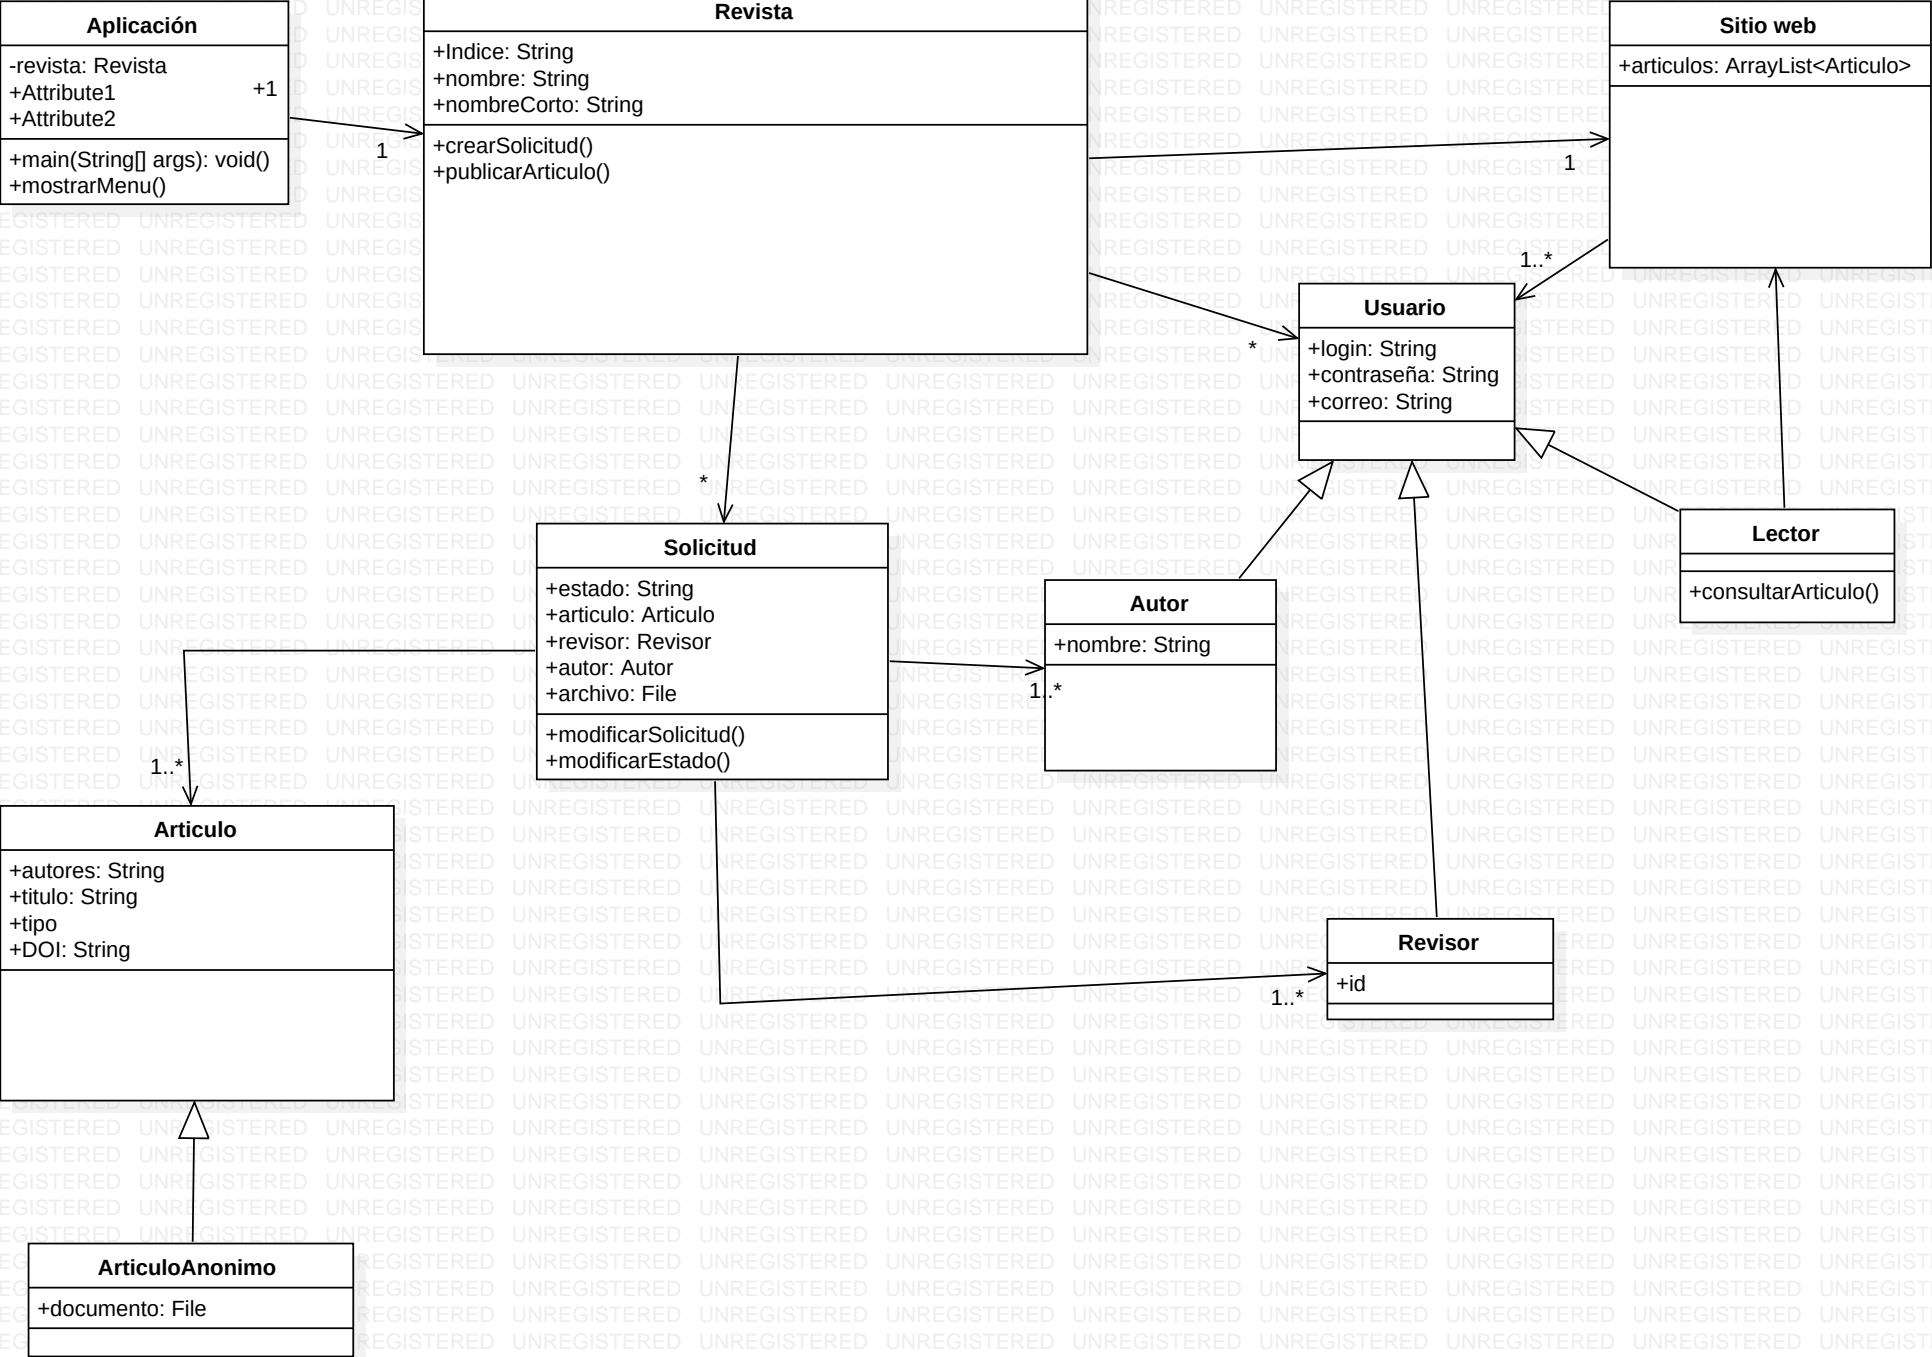 Aplicación
-revista: Revista
+Attribute1
+Attribute2
+1
+main(String[] args): void()
+mostrarMenu()
1
Revista
+Indice: String
+nombre: String
+nombreCorto: String
+crearSolicitud()
+publicarArticulo()
Sitio web
+articulos: ArrayList<Articulo>
1
1..*
*
Usuario
+login: String
+contraseña: String
+correo: String
*
Solicitud
+estado: String
+articulo: Articulo
+revisor: Revisor
+autor: Autor
+archivo: File
+modificarSolicitud()
+modificarEstado()
Autor
+nombre: String
1..*
Lector
+consultarArticulo()
1..*
Articulo
+autores: String
+titulo: String
+tipo
+DOI: String
Revisor
+id
1..*
ArticuloAnonimo
+documento: File
UNREGISTERED